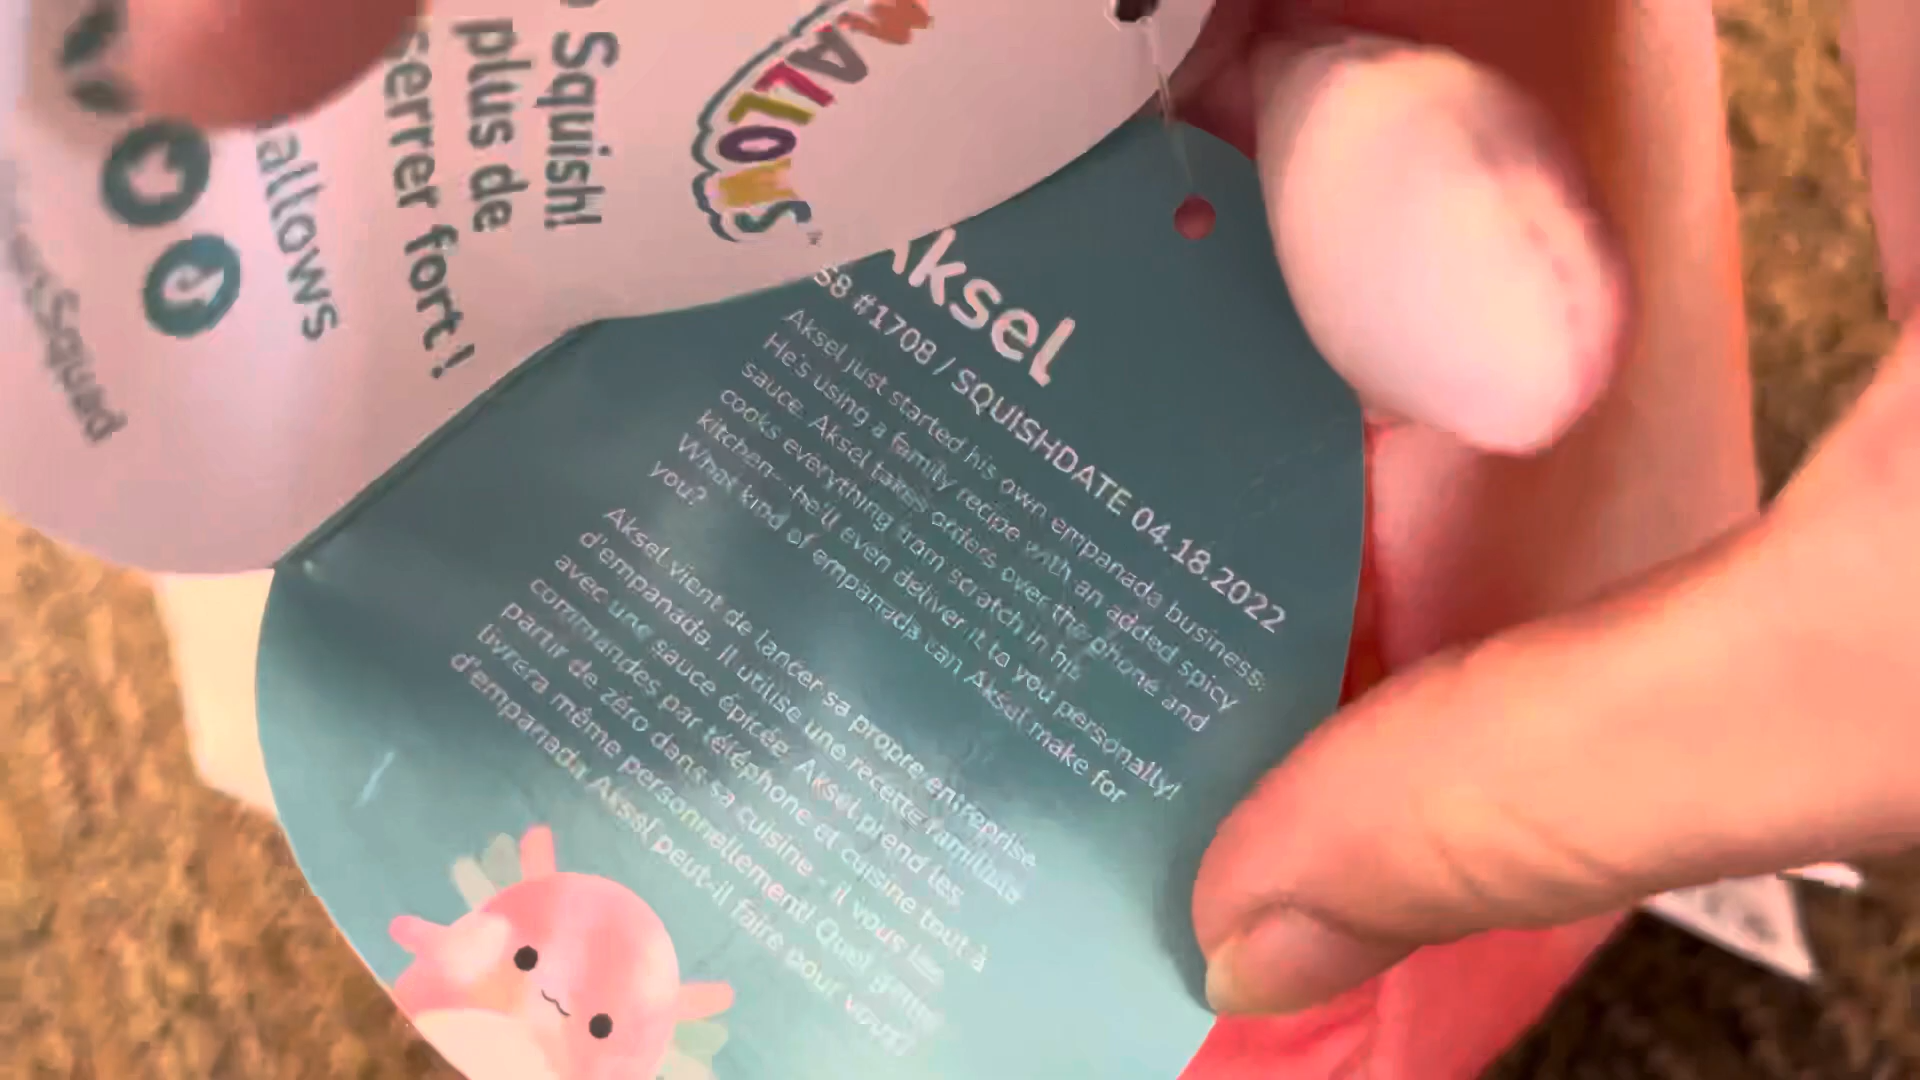 Squish!
plus de
serrer fort!
allows
Squad
MALLOWS
Aksel
S8 #1708 / SQUISHDATE 04.18.2022
Aksel just started his own empanada business.
He's using a family recipe with an added spicy
sauce. Aksel takes orders over the phone and
cooks everything from scratch in his
kitchen--he'll even deliver it to you personally!
What kind of empanada can Aksel make for
you?
Aksel vient de lancer sa propre entreprise
d'empanada. Il utilise une recette familiale
avec une sauce épicée. Aksel prend les
commandes par téléphone et cuisine tout à
partir de zéro dans sa cuisine - il vous les
livrera même personnellement! Quel genre
d'empanada Aksel peut-il faire pour vous?